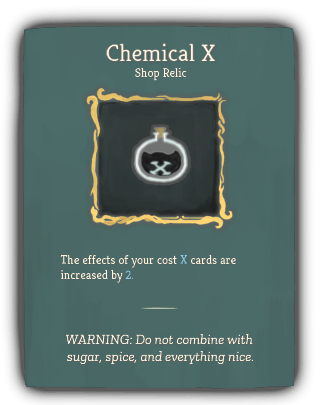 Chemical X
Shop Relic
X
The effects of your cost X cards are
increased by 2.
WARNING: Do not combine with
sugar, spice, and everything nice.